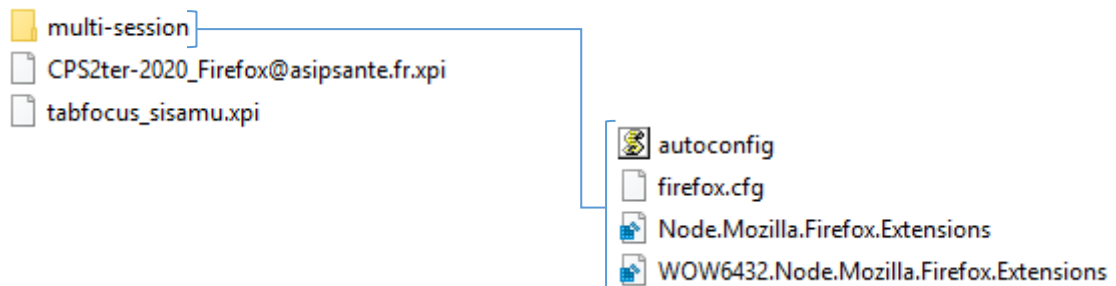 multi-session
CPS2ter-2020_Firefox@asipsante.fr.xpi
tabfocus_sisamu.xpi
autoconfig
firefox.cfg
Node.Mozilla.Firefox.Extensions
WOW6432.Node.Mozilla.Firefox.Extensions